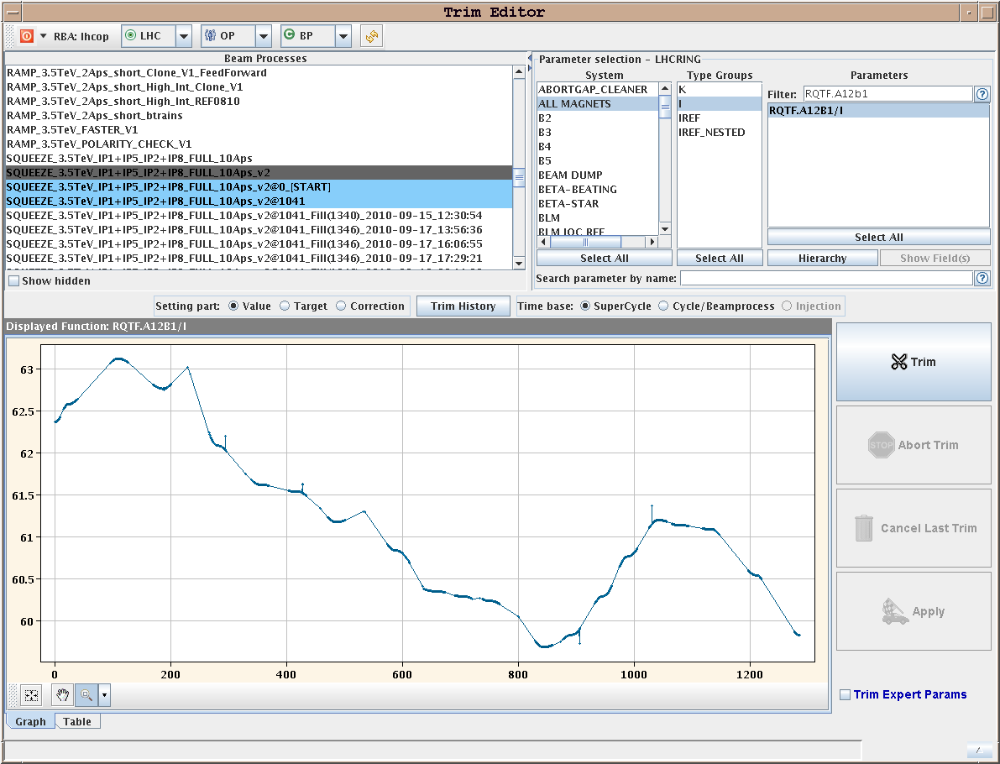 Trim Editor
RBA: lhcop LHC OP BP
Beam Processes
RAMP_3.5TeV_2Aps_short_Clone_V1_FeedForward
RAMP_3.5TeV_2Aps_short_High_Int_Clone_V1
RAMP_3.5TeV_2Aps_short_High_Int_REF0810
RAMP_3.5TeV_2Aps_short_btrains
RAMP_3.5TeV_FASTER_V1
RAMP_3.5TeV_POLARITY_CHECK_V1
SQUEEZE_3.5TeV_IP1+IP5_IP2+IP8_FULL_10Aps
SQUEEZE_3.5TeV_IP1+IP5_IP2+IP8_FULL_10Aps_v2
SQUEEZE_3.5TeV_IP1+IP5_IP2+IP8_FULL_10Aps_v2@0_[START]
SQUEEZE_3.5TeV_IP1+IP5_IP2+IP8_FULL_10Aps_v2@1041
SQUEEZE_3.5TeV_IP1+IP5_IP2+IP8_FULL_10Aps_v2@1041_Fill(1340)_2010-09-15_12:30:54
SQUEEZE_3.5TeV_IP1+IP5_IP2+IP8_FULL_10Aps_v2@1041_Fill(1346)_2010-09-17_13:56:36
SQUEEZE_3.5TeV_IP1+IP5_IP2+IP8_FULL_10Aps_v2@1041_Fill(1346)_2010-09-17_16:06:55
SQUEEZE_3.5TeV_IP1+IP5_IP2+IP8_FULL_10Aps_v2@1041_Fill(1346)_2010-09-17_17:29:21
Show hidden
Parameter selection - LHCRING
System
ABORTGAP_CLEANER
ALL MAGNETS
B2
B3
B4
B5
BEAM DUMP
BETA-BEATING
BETA-STAR
BLM
BLM IOC REF
Select All
Type Groups
K
I
IREF
IREF_NESTED
Select All
Parameters
Filter: RQTF.A12b1 ?
RQTF.A12B1/I
Select All
Hierarchy Show Field(s)
Search parameter by name: ?
Setting part: Value Target Correction Trim History Time base: SuperCycle Cycle/Beamprocess Injection
Displayed Function: RQTF.A12B1/I
63
62.5
62
61.5
61
60.5
60
0 200 400 600 800 1000 1200
Trim
STOP Abort Trim
Cancel Last Trim
Apply
Trim Expert Params
Graph Table